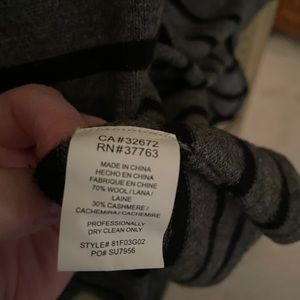 CA#32672
RN#37763
MADE IN CHINA
HECHO EN CHINA
FABRIQUE EN CHINE
70% WOOL / LANA /
LAINE
30% CASHMERE /
CACHEMIRA / CACHEMIRE
PROFESSIONALLY
DRY CLEAN ONLY
STYLE# 81F03G02
PO# SU7956